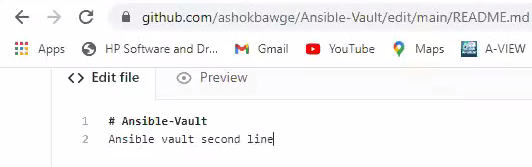 github.com/ashokbawge/Ansible-Vault/edit/main/README.md
Apps HP Software and Dr... Gmail YouTube Maps A-VIEW
<> Edit file Preview
1 # Ansible-Vault
2 Ansible vault second line